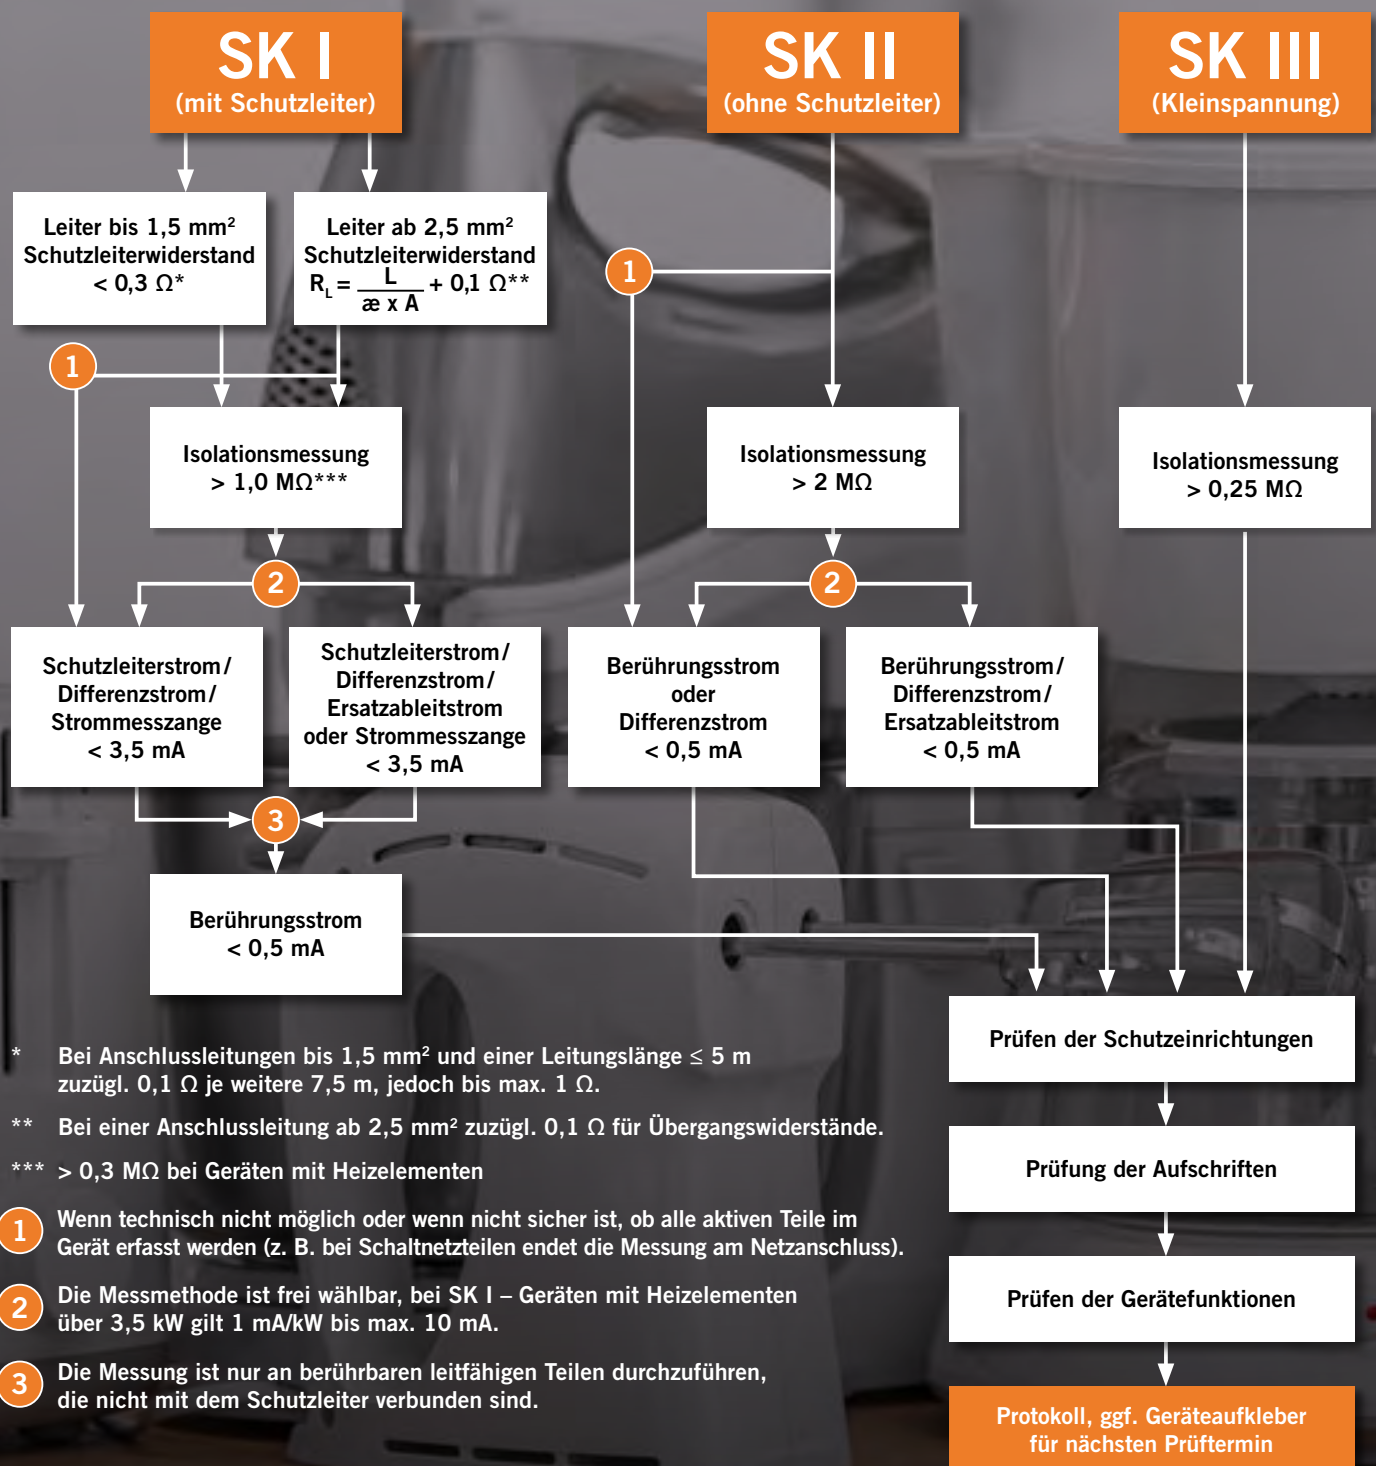 SK I
(mit Schutzleiter)
SK II
(ohne Schutzleiter)
SK III
(Kleinspannung)
Leiter bis 1,5 mm²
Schutzleiterwiderstand
< 0,3 Ω*
Leiter ab 2,5 mm²
Schutzleiterwiderstand
R_L = L / (æ x A) + 0,1 Ω**
1
1
Isolationsmessung
> 1,0 MΩ***
Isolationsmessung
> 2 MΩ
Isolationsmessung
> 0,25 MΩ
2
2
Schutzleiterstrom/
Differenzstrom/
Strommesszange
< 3,5 mA
Schutzleiterstrom/
Differenzstrom/
Ersatzableitstrom
oder Strommesszange
< 3,5 mA
Berührungsstrom
oder
Differenzstrom
< 0,5 mA
Berührungsstrom/
Differenzstrom/
Ersatzableitstrom
< 0,5 mA
3
Berührungsstrom
< 0,5 mA
Prüfen der Schutzeinrichtungen
Prüfung der Aufschriften
Prüfen der Gerätefunktionen
Protokoll, ggf. Geräteaufkleber
für nächsten Prüftermin
* Bei Anschlussleitungen bis 1,5 mm² und einer Leitungslänge ≤ 5 m
zuzügl. 0,1 Ω je weitere 7,5 m, jedoch bis max. 1 Ω.
** Bei einer Anschlussleitung ab 2,5 mm² zuzügl. 0,1 Ω für Übergangswiderstände.
*** > 0,3 MΩ bei Geräten mit Heizelementen
1 Wenn technisch nicht möglich oder wenn nicht sicher ist, ob alle aktiven Teile im
Gerät erfasst werden (z. B. bei Schaltnetzteilen endet die Messung am Netzanschluss).
2 Die Messmethode ist frei wählbar, bei SK I – Geräten mit Heizelementen
über 3,5 kW gilt 1 mA/kW bis max. 10 mA.
3 Die Messung ist nur an berührbaren leitfähigen Teilen durchzuführen,
die nicht mit dem Schutzleiter verbunden sind.